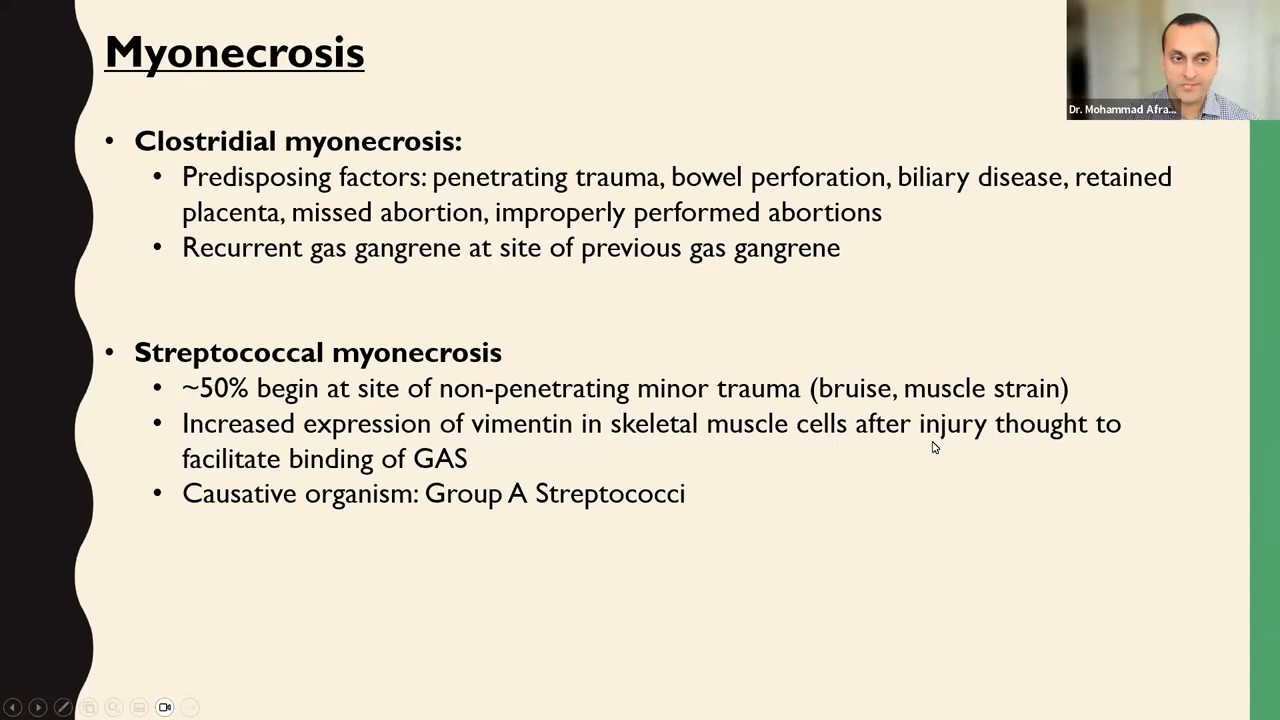 Myonecrosis
Dr. Mohammad Afra...
• Clostridial myonecrosis:
• Predisposing factors: penetrating trauma, bowel perforation, biliary disease, retained
placenta, missed abortion, improperly performed abortions
• Recurrent gas gangrene at site of previous gas gangrene
• Streptococcal myonecrosis
• ~50% begin at site of non-penetrating minor trauma (bruise, muscle strain)
• Increased expression of vimentin in skeletal muscle cells after injury thought to
facilitate binding of GAS
• Causative organism: Group A Streptococci